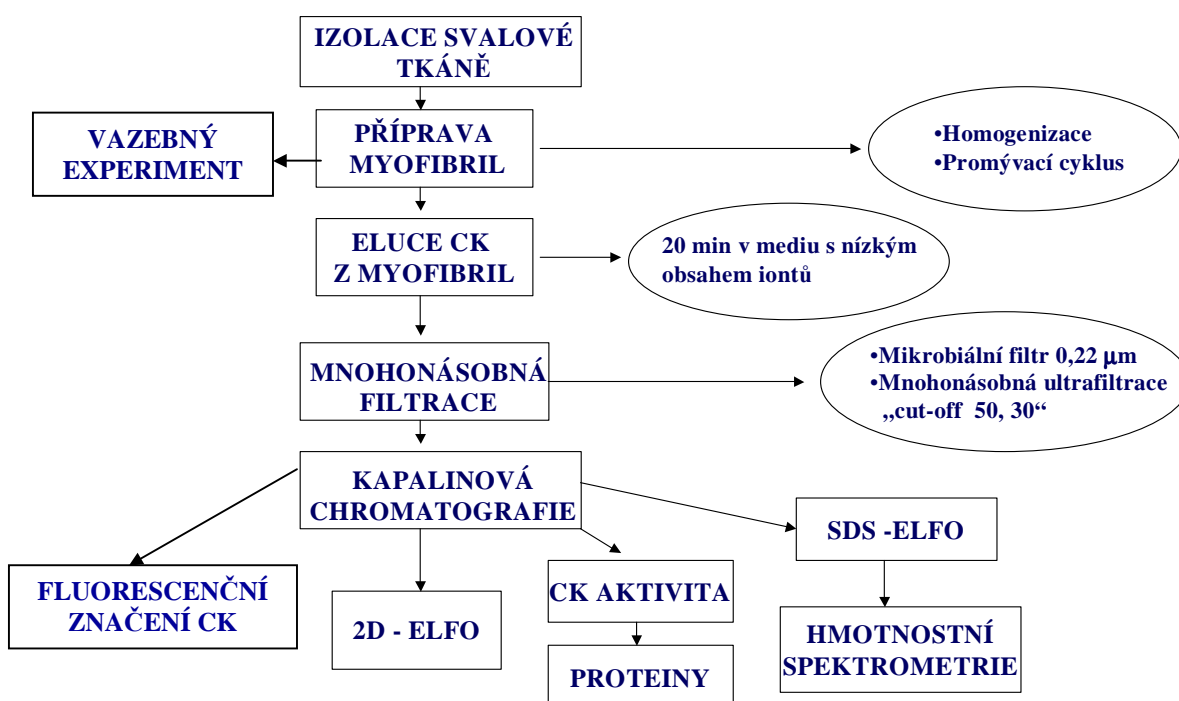 IZOLACE SVALOVÉ
TKÁNĚ
VAZEBNÝ
EXPERIMENT
PŘÍPRAVA
MYOFIBRIL
•Homogenizace
•Promývací cyklus
ELUCE CK
Z MYOFIBRIL
20 min v mediu s nízkým
obsahem iontů
MNOHONÁSOBNÁ
FILTRACE
•Mikrobiální filtr 0,22 μm
•Mnohonásobná ultrafiltrace
„cut-off 50, 30“
KAPALINOVÁ
CHROMATOGRAFIE
FLUORESCENČNÍ
ZNAČENÍ CK
2D - ELFO
CK AKTIVITA
PROTEINY
SDS -ELFO
HMOTNOSTNÍ
SPEKTROMETRIE